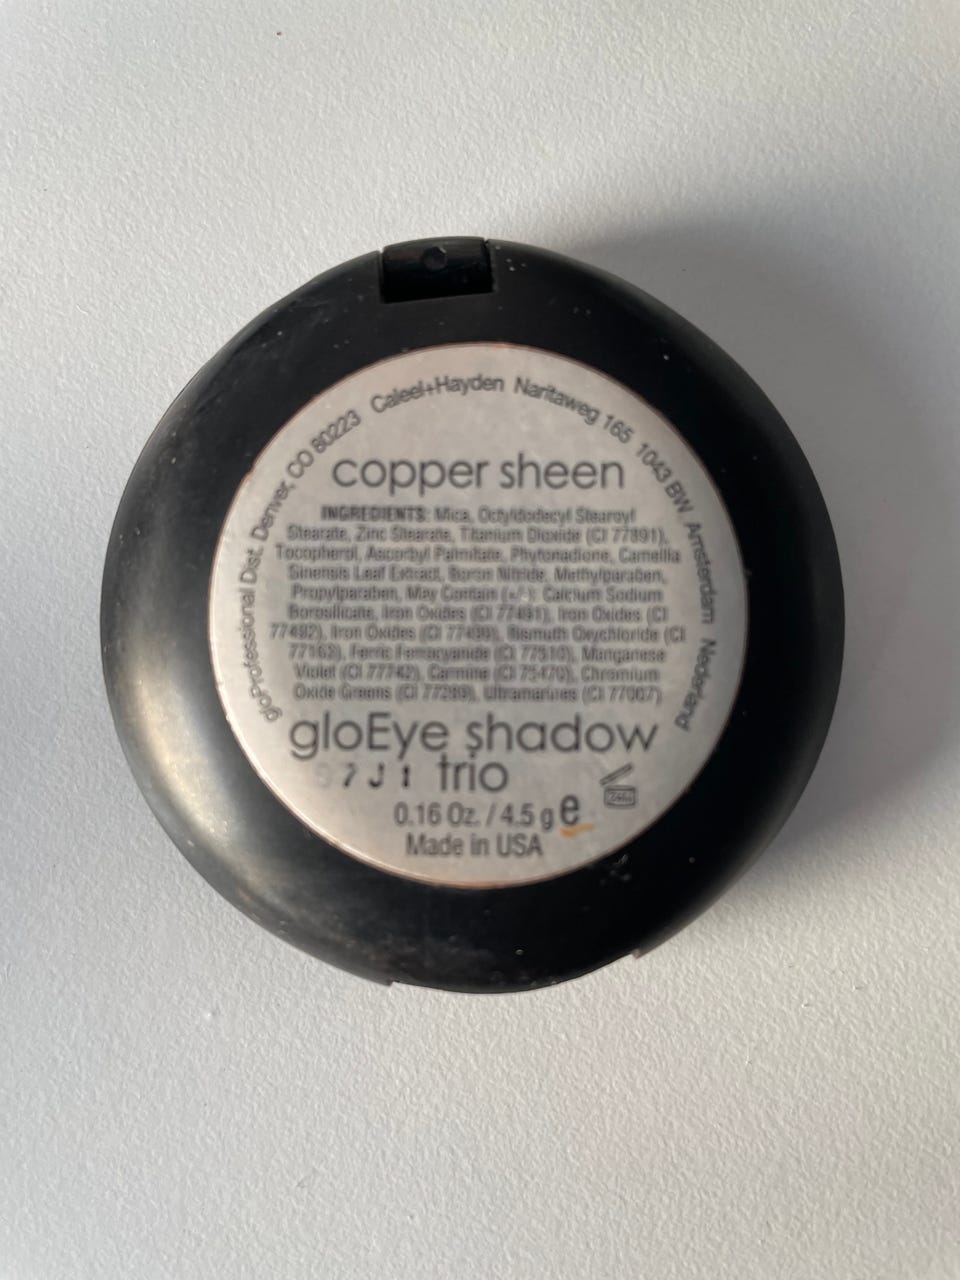 gloProfessional Dist. Denver, CO 80223 Caleel+Hayden Naritaweg 165 1043 BW Amsterdam Nederland
copper sheen
INGREDIENTS: Mica, Octyldodecyl Stearoyl
Stearate, Zinc Stearate, Titanium Dioxide (CI 77891),
Tocopherol, Ascorbyl Palmitate, Phytonadione, Camellia
Sinensis Leaf Extract, Boron Nitride, Methylparaben,
Propylparaben, May Contain (+/-): Calcium Sodium
Borosilicate, Iron Oxides (CI 77491), Iron Oxides (CI
77492), Iron Oxides (CI 77499), Bismuth Oxychloride (CI
77163), Ferric Ferrocyanide (CI 77510), Manganese
Violet (CI 77742), Carmine (CI 75470), Chromium
Oxide Greens (CI 77289), Ultramarines (CI 77007)
gloEye shadow
7J1 trio
0.16 Oz. / 4.5 g e
Made in USA